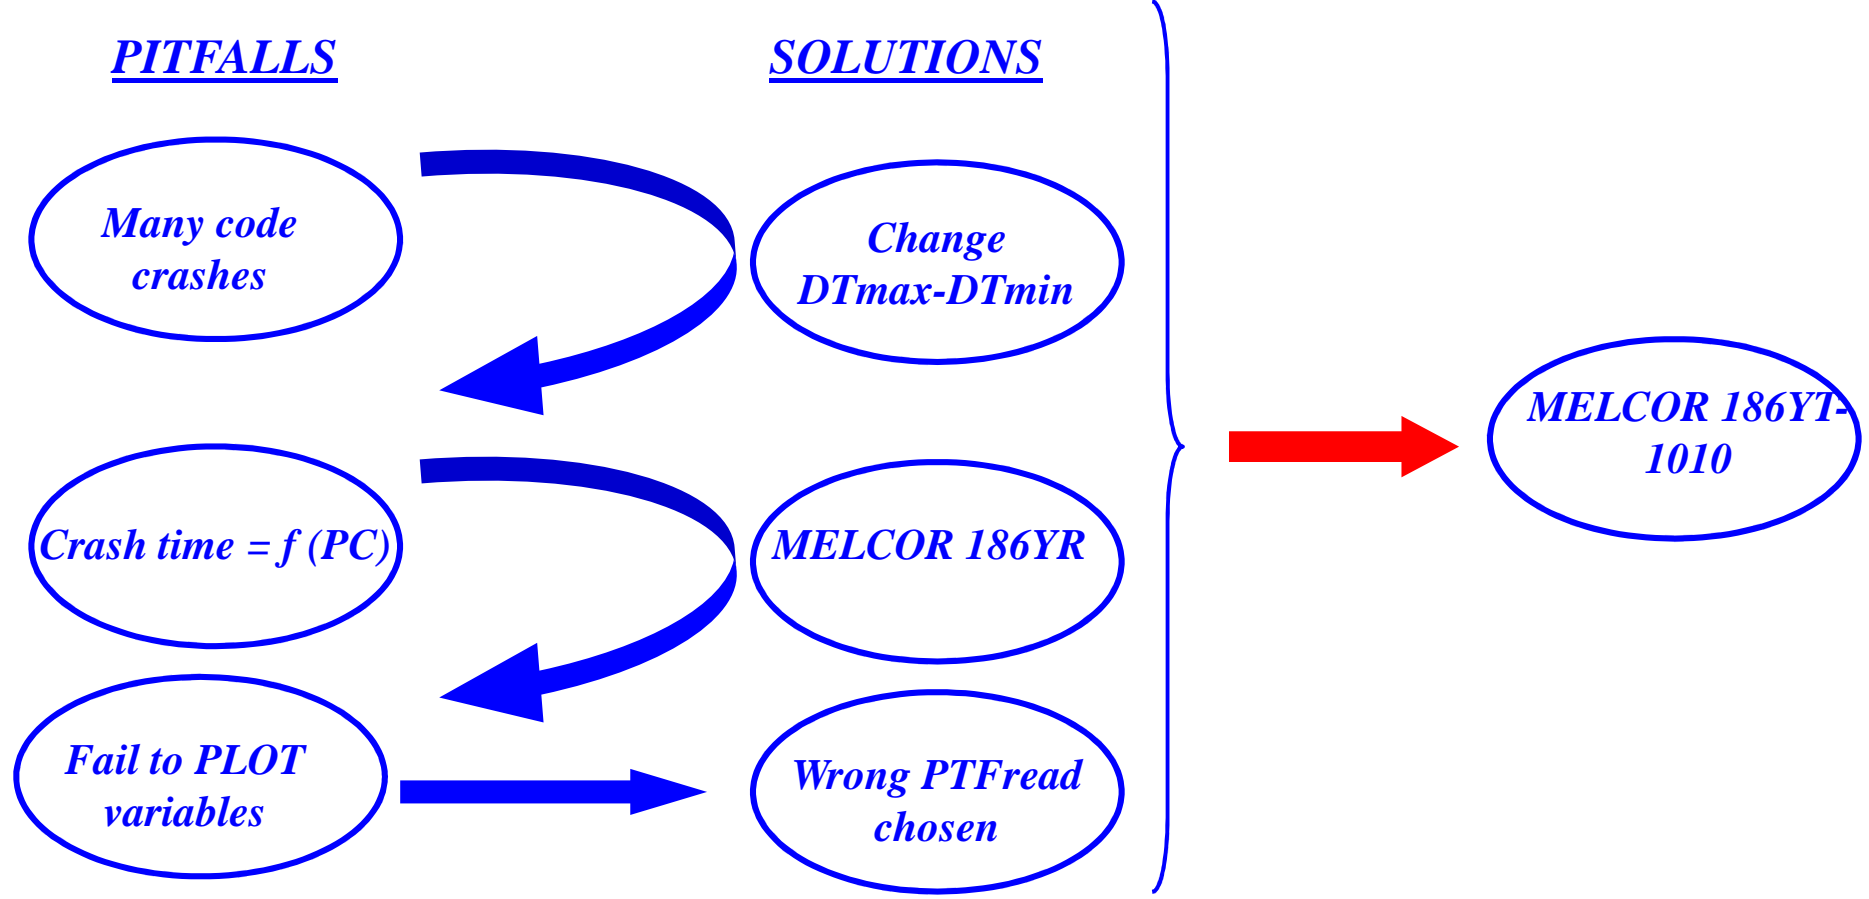 PITFALLS
SOLUTIONS
Many code
crashes
Change
DTmax-DTmin
Crash time = f (PC)
MELCOR 186YR
Fail to PLOT
variables
Wrong PTFread
chosen
MELCOR 186YT-
1010